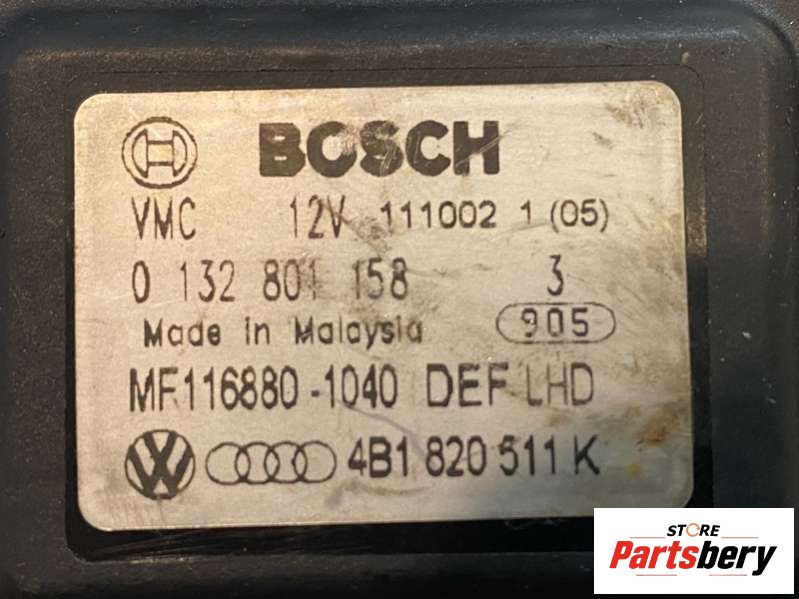 BOSCH
VMC 12V 111002 1 (05)
0 132 801 158 3
Made in Malaysia 905
MF116880-1040 DEF LHD
4B1 820 511 K
STORE
Partsbery